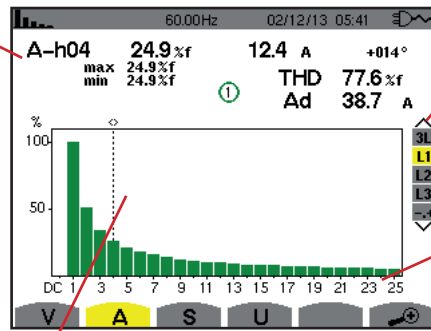 60.00Hz 02/12/13 05:41
A-h04 24.9 %f 12.4 A +014°
max 24.9%f
min 24.9%f
① THD 77.6 %f
Ad 38.7 A
%
100
50
DC 1 3 5 7 9 11 13 15 17 19 21 23 25
3L
L1
L2
L3
-.+
V A S U